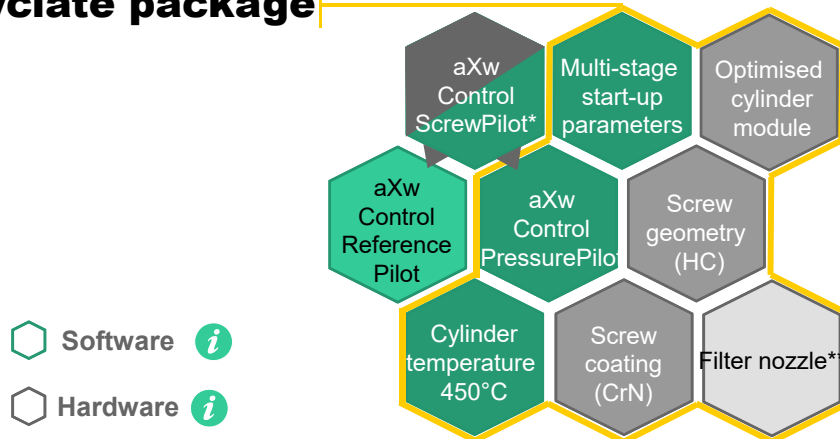 package
aXw
Control
ScrewPilot*
Multi-stage
start-up
parameters
Optimised
cylinder
module
aXw
Control
Reference
Pilot
aXw
Control
PressurePilot
Screw
geometry
(HC)
Cylinder
temperature
450°C
Screw
coating
(CrN)
Filter nozzle**
Software
i
Hardware
i